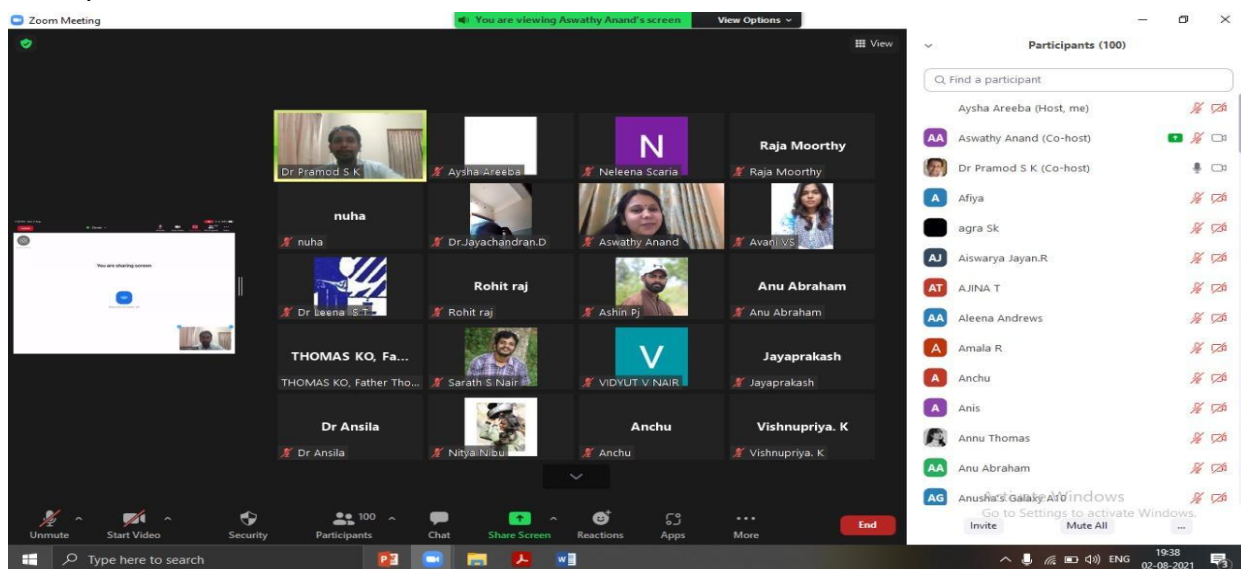 Zoom Meeting
You are viewing Aswathy Anand's screen
View Options
View
Dr Pramod S K
Aysha Areeba
N
Neleena Scaria
Raja Moorthy
Raja Moorthy
nuha
nuha
Dr.Jayachandran.D
Aswathy Anand
Avani VS
You are sharing screen
Dr Leena S.T
Rohit raj
Rohit raj
Ashin Pj
Anu Abraham
Anu Abraham
THOMAS KO, Fa...
THOMAS KO, Father Tho...
Sarath S Nair
V
VIDYUT V NAIR
Jayaprakash
Jayaprakash
Dr Ansila
Dr Ansila
Nitya Nibu
Anchu
Anchu
Vishnupriya. K
Vishnupriya. K
Unmute
Start Video
Security
100
Participants
Chat
Share Screen
Reactions
Apps
More
End
Participants (100)
Find a participant
Aysha Areeba (Host, me)
AA Aswathy Anand (Co-host)
Dr Pramod S K (Co-host)
A Afiya
agra Sk
AJ Aiswarya Jayan.R
AT AJINA T
AA Aleena Andrews
A Amala R
A Anchu
A Anis
Annu Thomas
AA Anu Abraham
AG Anusha's Galaxy A10
Activate Windows
Go to Settings to activate Windows.
Invite
Mute All
...
Type here to search
ENG
19:38
02-08-2021
3